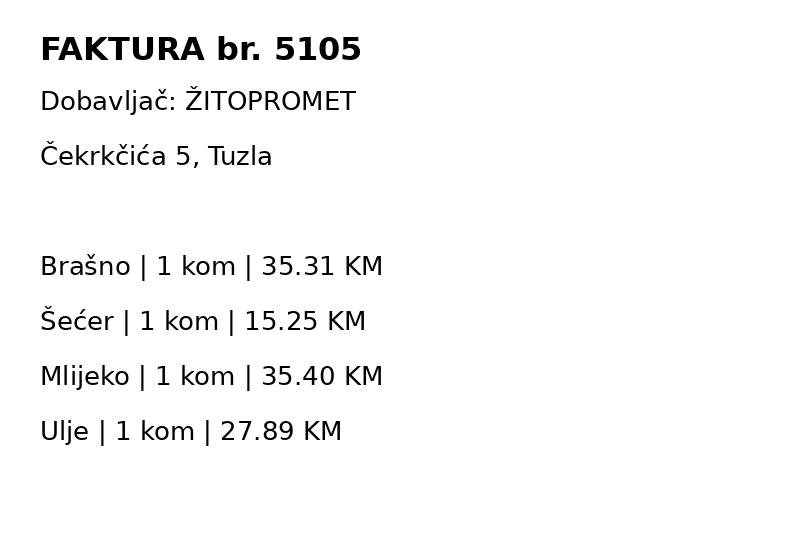 FAKTURA br. 5105
Dobavljač: ŽITOPROMET
Čekrkčića 5, Tuzla
Brašno | 1 kom | 35.31 KM
Šećer | 1 kom | 15.25 KM
Mlijeko | 1 kom | 35.40 KM
Ulje | 1 kom | 27.89 KM